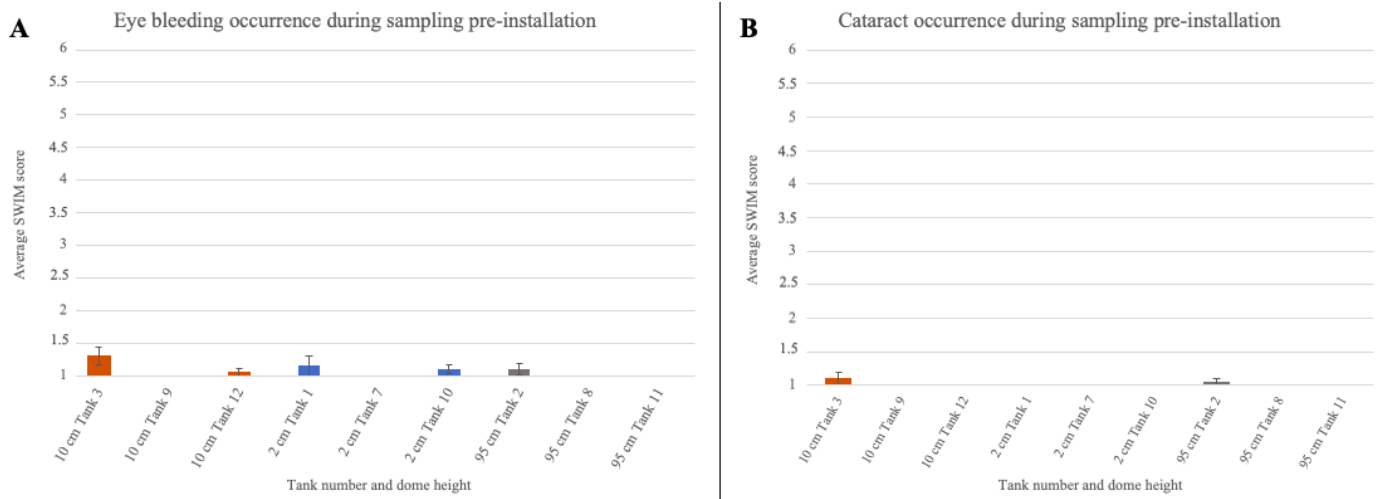 A
Eye bleeding occurrence during sampling pre-installation
Average SWIM score
6
5.5
5
4.5
4
3.5
3
2.5
2
1.5
1
10 cm Tank 3
10 cm Tank 9
10 cm Tank 12
2 cm Tank 1
2 cm Tank 7
2 cm Tank 10
95 cm Tank 2
95 cm Tank 8
95 cm Tank 11
Tank number and dome height
B
Cataract occurrence during sampling pre-installation
Average SWIM score
6
5.5
5
4.5
4
3.5
3
2.5
2
1.5
1
10 cm Tank 3
10 cm Tank 9
10 cm Tank 12
2 cm Tank 1
2 cm Tank 7
2 cm Tank 10
95 cm Tank 2
95 cm Tank 8
95 cm Tank 11
Tank number and dome height